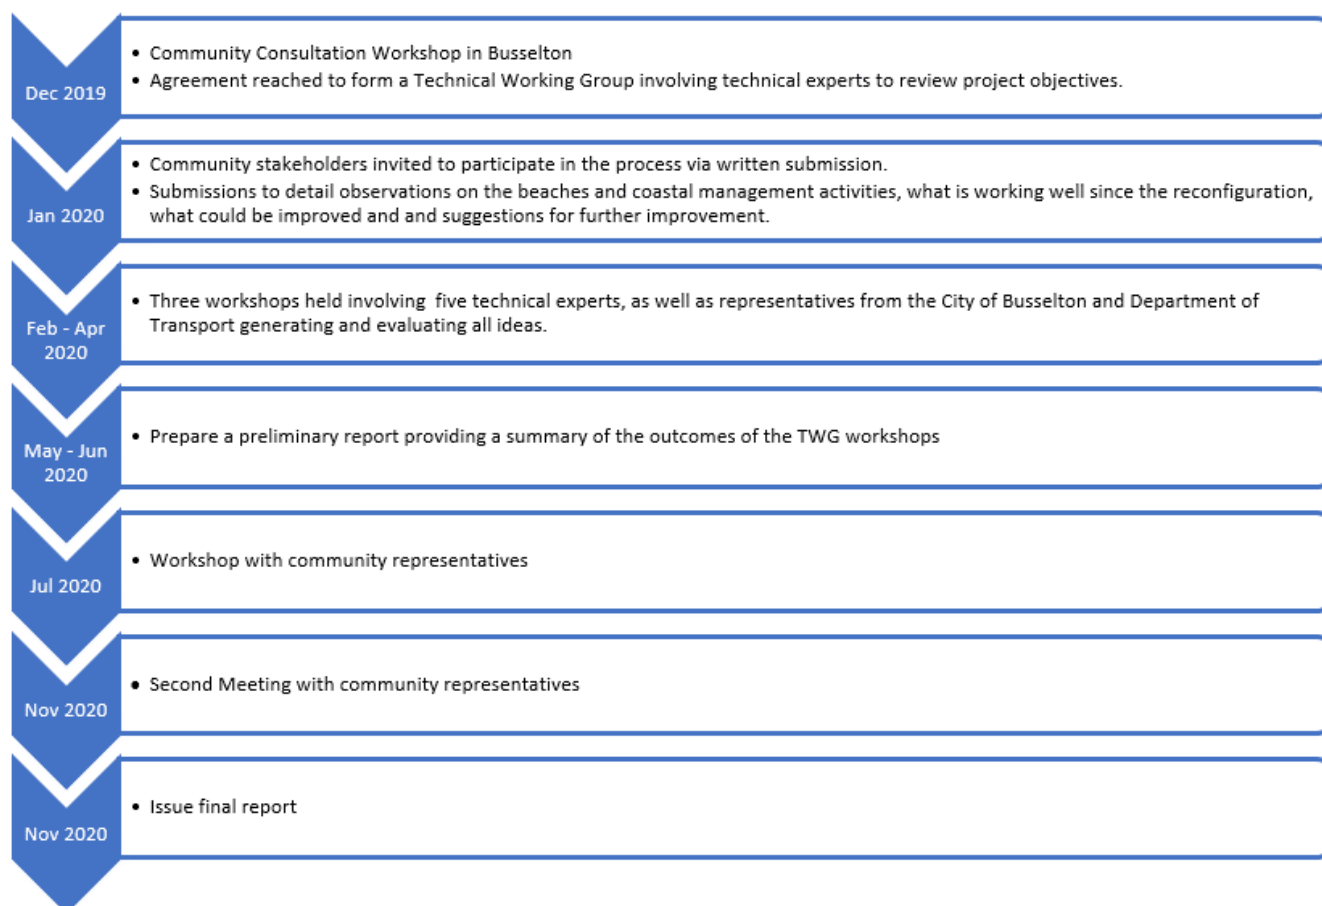 Dec 2019
• Community Consultation Workshop in Busselton
• Agreement reached to form a Technical Working Group involving technical experts to review project objectives.
Jan 2020
• Community stakeholders invited to participate in the process via written submission.
• Submissions to detail observations on the beaches and coastal management activities, what is working well since the reconfiguration,
what could be improved and and suggestions for further improvement.
Feb - Apr
2020
• Three workshops held involving five technical experts, as well as representatives from the City of Busselton and Department of
Transport generating and evaluating all ideas.
May - Jun
2020
• Prepare a preliminary report providing a summary of the outcomes of the TWG workshops
Jul 2020
• Workshop with community representatives
Nov 2020
• Second Meeting with community representatives
Nov 2020
• Issue final report